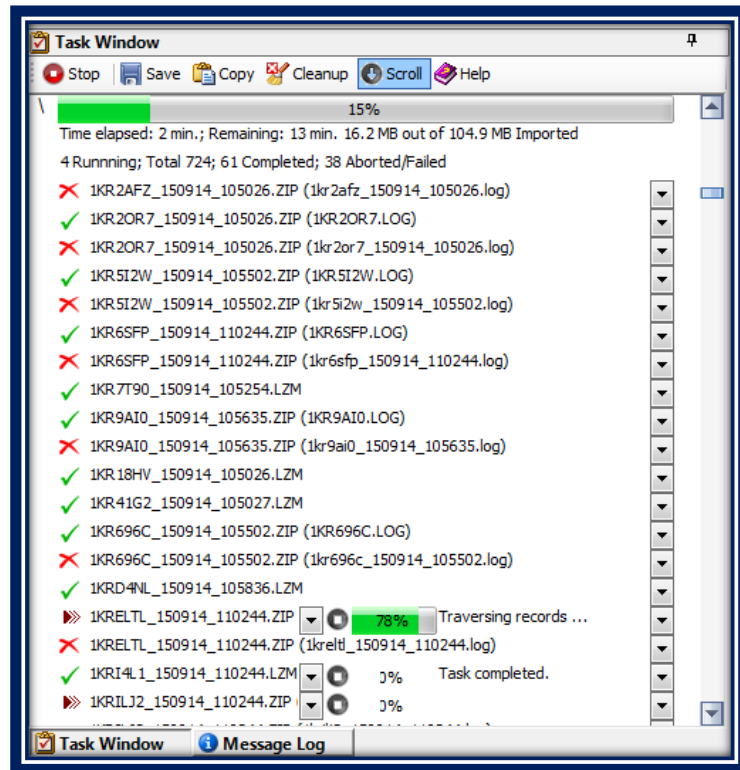 Task Window
Stop Save Copy Cleanup Scroll Help
\ 15%
Time elapsed: 2 min.; Remaining: 13 min. 16.2 MB out of 104.9 MB Imported
4 Runnning; Total 724; 61 Completed; 38 Aborted/Failed
1KR2AFZ_150914_105026.ZIP (1kr2afz_150914_105026.log)
1KR2OR7_150914_105026.ZIP (1KR2OR7.LOG)
1KR2OR7_150914_105026.ZIP (1kr2or7_150914_105026.log)
1KR5I2W_150914_105502.ZIP (1KR5I2W.LOG)
1KR5I2W_150914_105502.ZIP (1kr5i2w_150914_105502.log)
1KR6SFP_150914_110244.ZIP (1KR6SFP.LOG)
1KR6SFP_150914_110244.ZIP (1kr6sfp_150914_110244.log)
1KR7T90_150914_105254.LZM
1KR9AI0_150914_105635.ZIP (1KR9AI0.LOG)
1KR9AI0_150914_105635.ZIP (1kr9ai0_150914_105635.log)
1KR18HV_150914_105026.LZM
1KR41G2_150914_105027.LZM
1KR696C_150914_105502.ZIP (1KR696C.LOG)
1KR696C_150914_105502.ZIP (1kr696c_150914_105502.log)
1KRD4NL_150914_105836.LZM
1KRELTL_150914_110244.ZIP 78% Traversing records ...
1KRELTL_150914_110244.ZIP (1kreltl_150914_110244.log)
1KRI4L1_150914_110244.LZM 0% Task completed.
1KRILJ2_150914_110244.ZIP 0%
Task Window Message Log